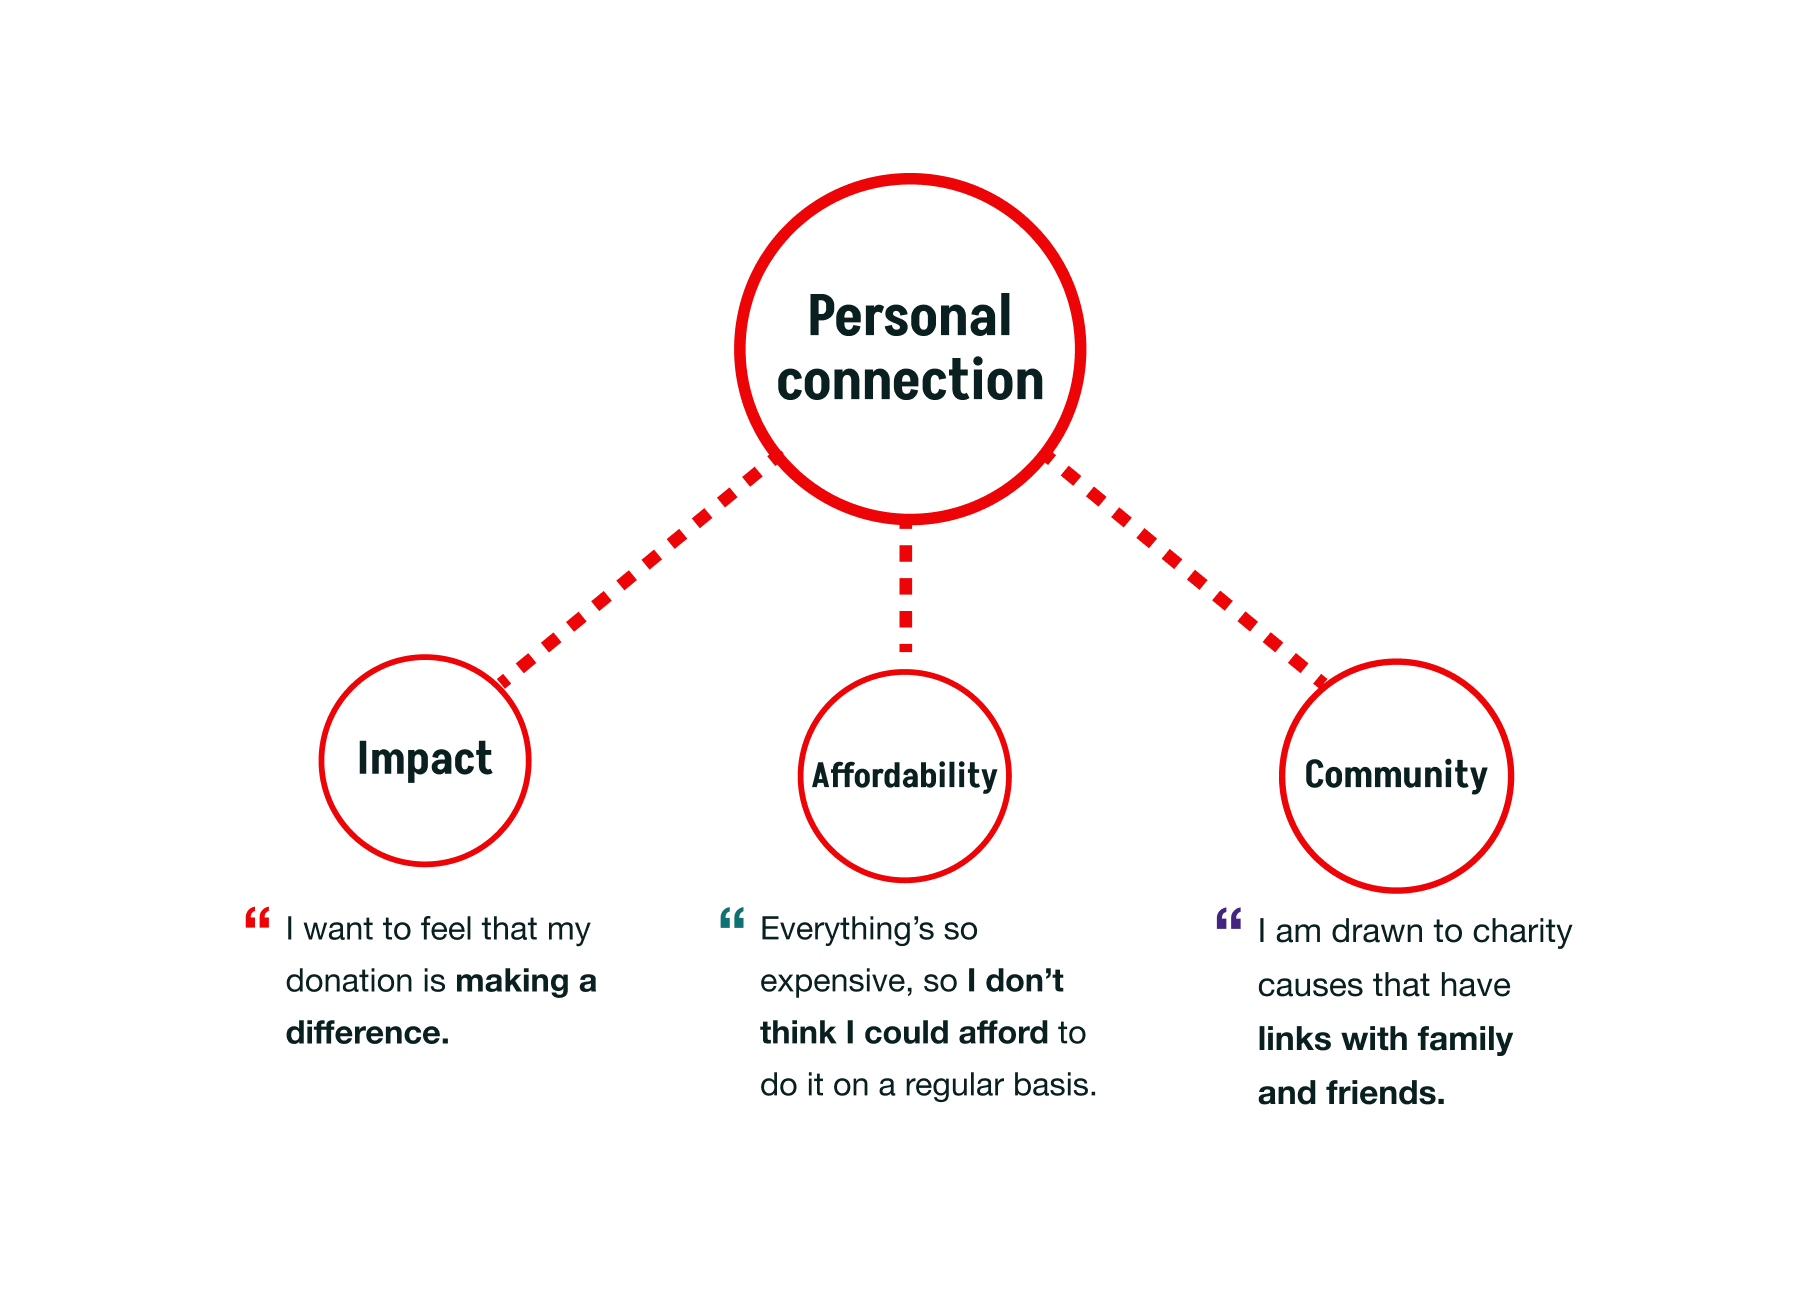 Personal
connection
Impact
Affordability
Community
“ I want to feel that my
donation is making a
difference.
“ Everything’s so
expensive, so I don’t
think I could afford to
do it on a regular basis.
“ I am drawn to charity
causes that have
links with family
and friends.